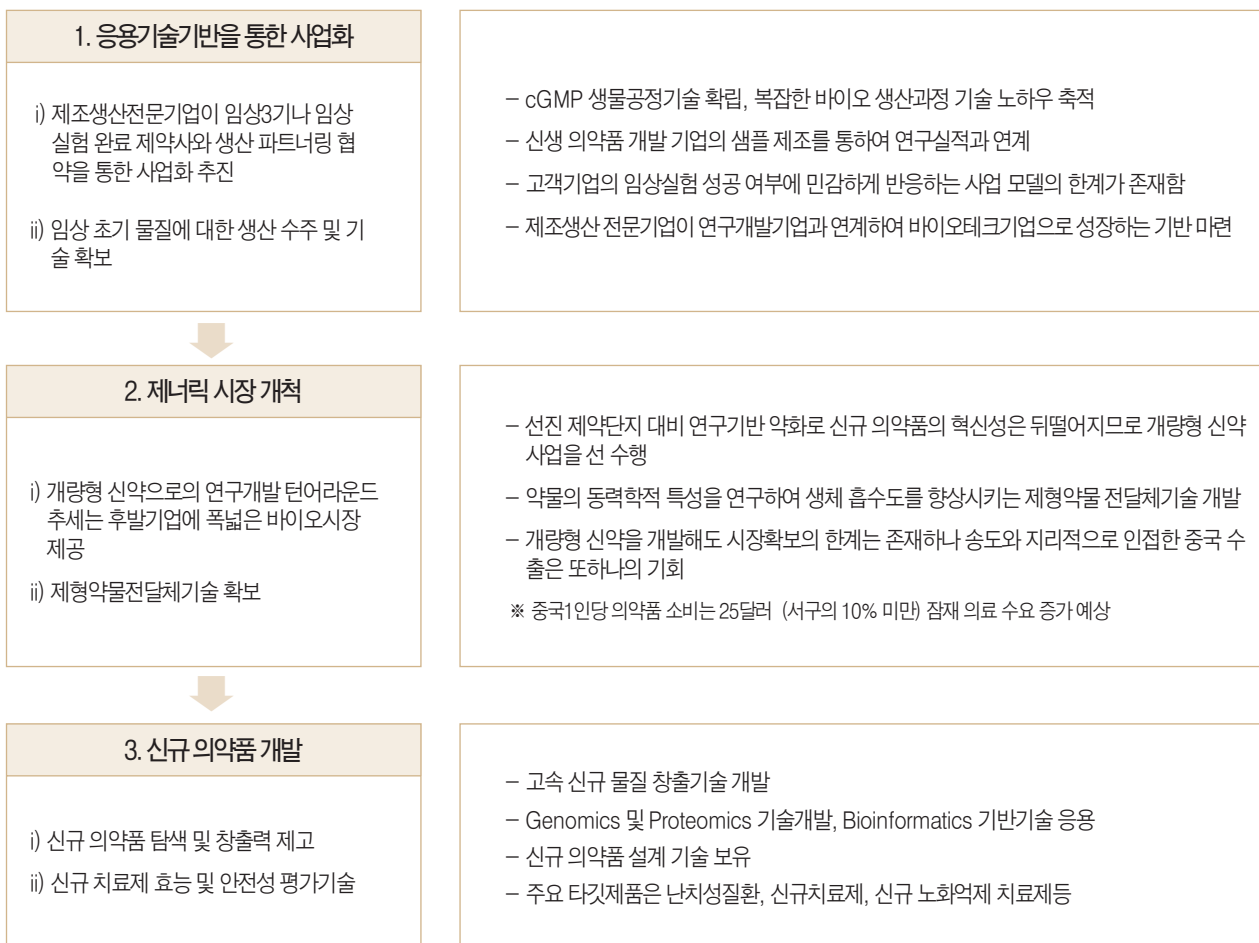 1. 응용기술기반을 통한 사업화
i) 제조생산전문기업이 임상3기나 임상
실험 완료 제약사와 생산 파트너링 협
약을 통한 사업화 추진
ii) 임상 초기 물질에 대한 생산 수주 및 기
술 확보
– cGMP 생물공정기술 확립, 복잡한 바이오 생산과정 기술 노하우 축적
– 신생 의약품 개발 기업의 샘플 제조를 통하여 연구실적과 연계
– 고객기업의 임상실험 성공 여부에 민감하게 반응하는 사업 모델의 한계가 존재함
– 제조생산 전문기업이 연구개발기업과 연계하여 바이오테크기업으로 성장하는 기반 마련
2. 제너릭 시장 개척
i) 개량형 신약으로의 연구개발 턴어라운드
추세는 후발기업에 폭넓은 바이오시장
제공
ii) 제형약물전달체기술 확보
– 선진 제약단지 대비 연구기반 약화로 신규 의약품의 혁신성은 뒤떨어지므로 개량형 신약
사업을 선 수행
– 약물의 동력학적 특성을 연구하여 생체 흡수도를 향상시키는 제형약물 전달체기술 개발
– 개량형 신약을 개발해도 시장확보의 한계는 존재하나 송도와 지리적으로 인접한 중국 수
출은 또하나의 기회
※ 중국1인당 의약품 소비는 25달러 (서구의 10% 미만) 잠재 의료 수요 증가 예상
3. 신규 의약품 개발
i) 신규 의약품 탐색 및 창출력 제고
ii) 신규 치료제 효능 및 안전성 평가기술
– 고속 신규 물질 창출기술 개발
– Genomics 및 Proteomics 기술개발, Bioinformatics 기반기술 응용
– 신규 의약품 설계 기술 보유
– 주요 타깃제품은 난치성질환, 신규치료제, 신규 노화억제 치료제등